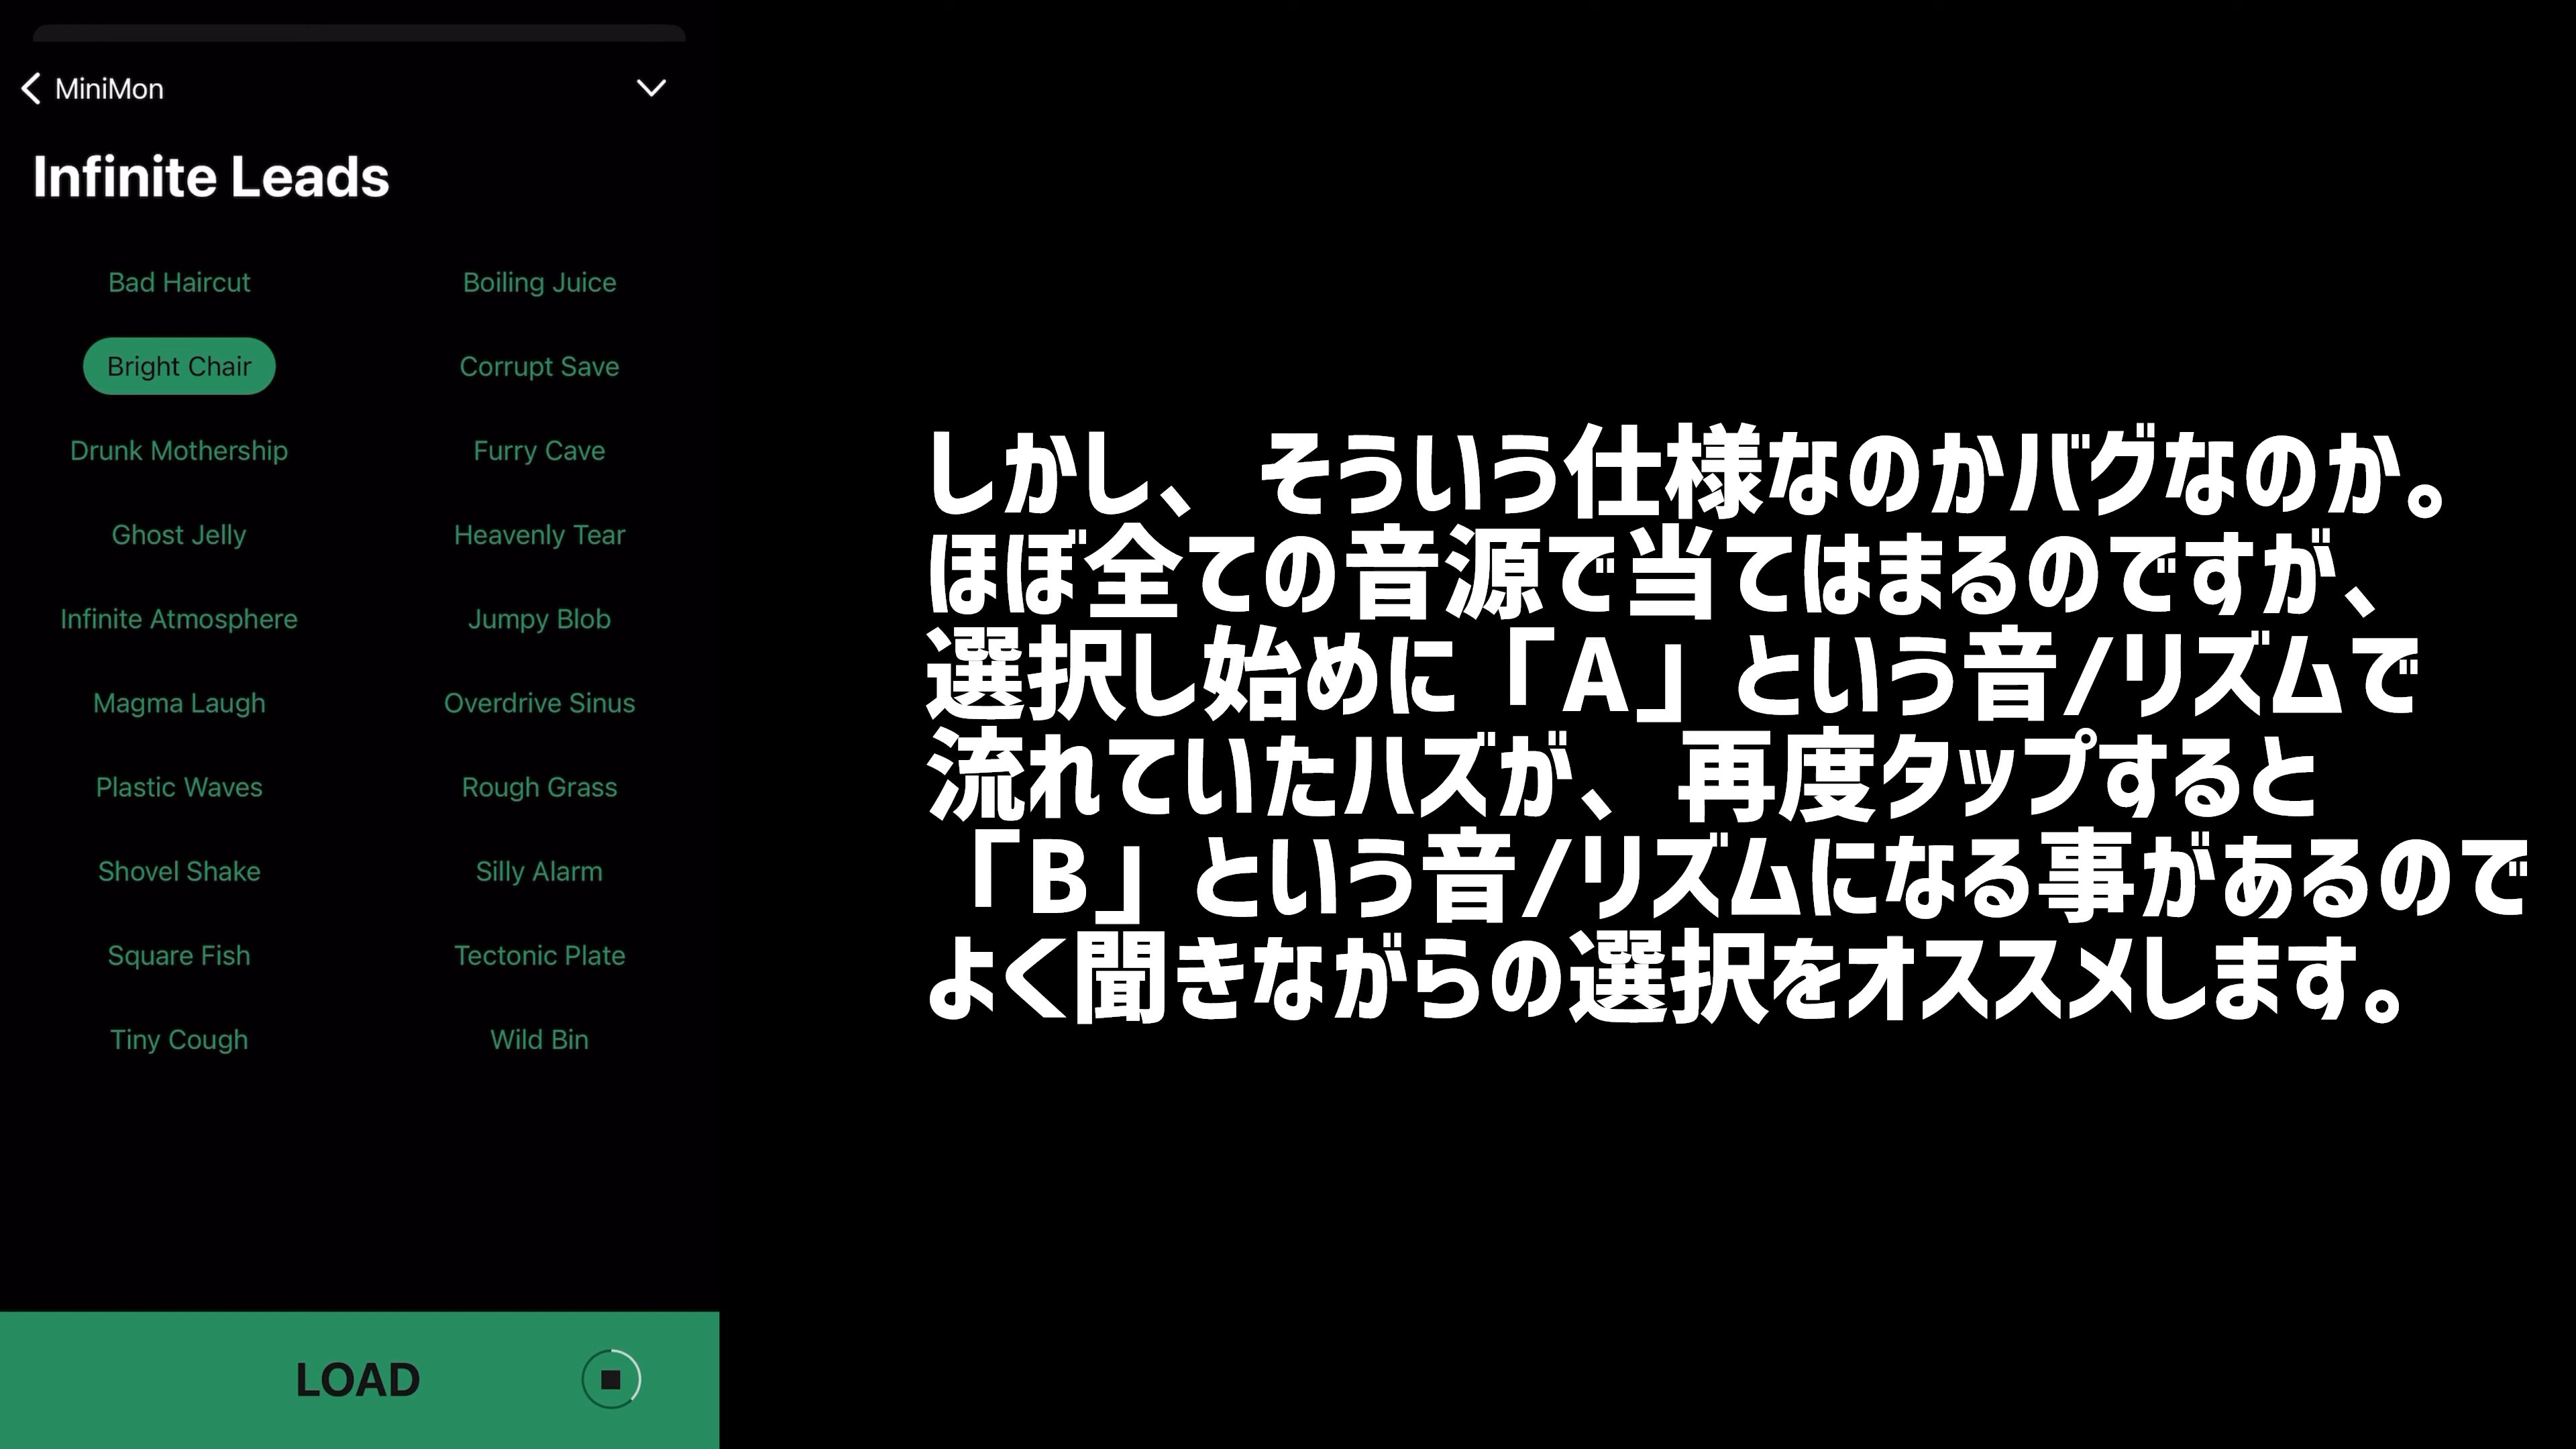 MiniMon
Infinite Leads
Bad Haircut
Boiling Juice
Bright Chair
Corrupt Save
Drunk Mothership
Furry Cave
Ghost Jelly
Heavenly Tear
Infinite Atmosphere
Jumpy Blob
Magma Laugh
Overdrive Sinus
Plastic Waves
Rough Grass
Shovel Shake
Silly Alarm
Square Fish
Tectonic Plate
Tiny Cough
Wild Bin
LOAD
しかし、そういう仕様なのかバグなのか。
ほぼ全ての音源で当てはまるのですが、
選択し始めに「A」という音/リズムで
流れていたハズが、再度タップすると
「B」という音/リズムになる事があるので
よく聞きながらの選択をオススメします。